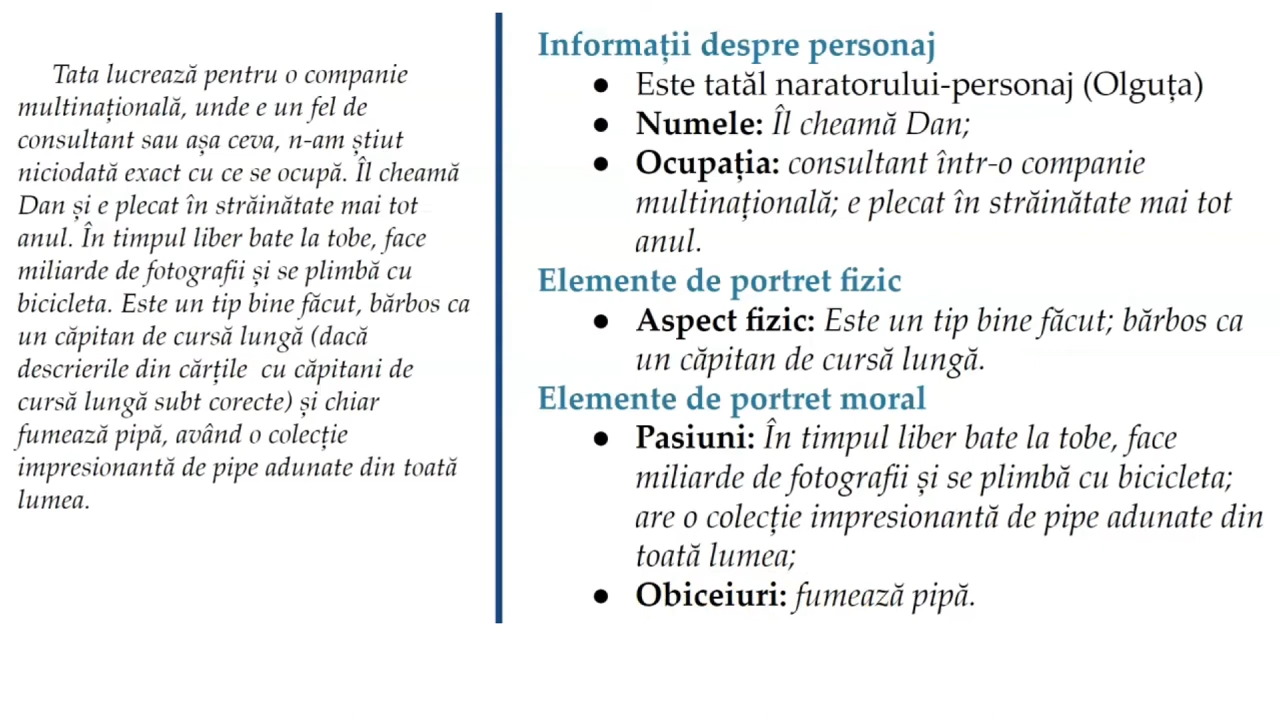 Tata lucrează pentru o companie
multinațională, unde e un fel de
consultant sau așa ceva, n-am știut
niciodată exact cu ce se ocupă. Îl cheamă
Dan și e plecat în străinătate mai tot
anul. În timpul liber bate la tobe, face
miliarde de fotografii și se plimbă cu
bicicleta. Este un tip bine făcut, bărbos ca
un căpitan de cursă lungă (dacă
descrierile din cărțile cu căpitani de
cursă lungă subt corecte) și chiar
fumează pipă, având o colecție
impresionantă de pipe adunate din toată
lumea.
Informații despre personaj
● Este tatăl naratorului-personaj (Olguța)
● Numele: Îl cheamă Dan;
● Ocupația: consultant într-o companie
multinațională; e plecat în străinătate mai tot
anul.
Elemente de portret fizic
● Aspect fizic: Este un tip bine făcut; bărbos ca
un căpitan de cursă lungă.
Elemente de portret moral
● Pasiuni: În timpul liber bate la tobe, face
miliarde de fotografii și se plimbă cu bicicleta;
are o colecție impresionantă de pipe adunate din
toată lumea;
● Obiceiuri: fumează pipă.